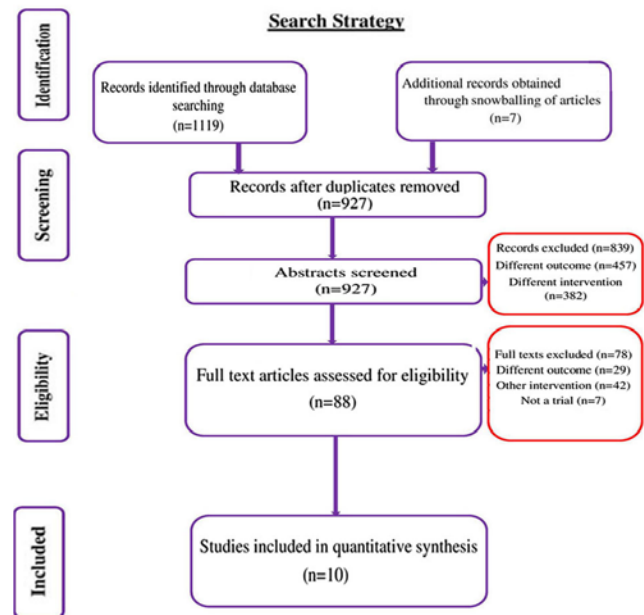 Search Strategy
Identification
Records identified through database
searching
(n=1119)
Additional records obtained
through snowballing of articles
(n=7)
Screening
Records after duplicates removed
(n=927)
Abstracts screened
(n=927)
Records excluded (n=839)
Different outcome (n=457)
Different intervention
(n=382)
Eligibility
Full text articles assessed for eligibility
(n=88)
Full texts excluded (n=78)
Different outcome (n=29)
Other intervention (n=42)
Not a trial (n=7)
Included
Studies included in quantitative synthesis
(n=10)